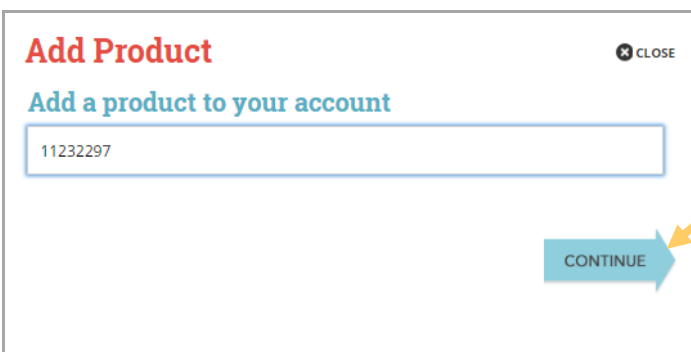 Add Product
CLOSE
Add a product to your account
11232297
CONTINUE